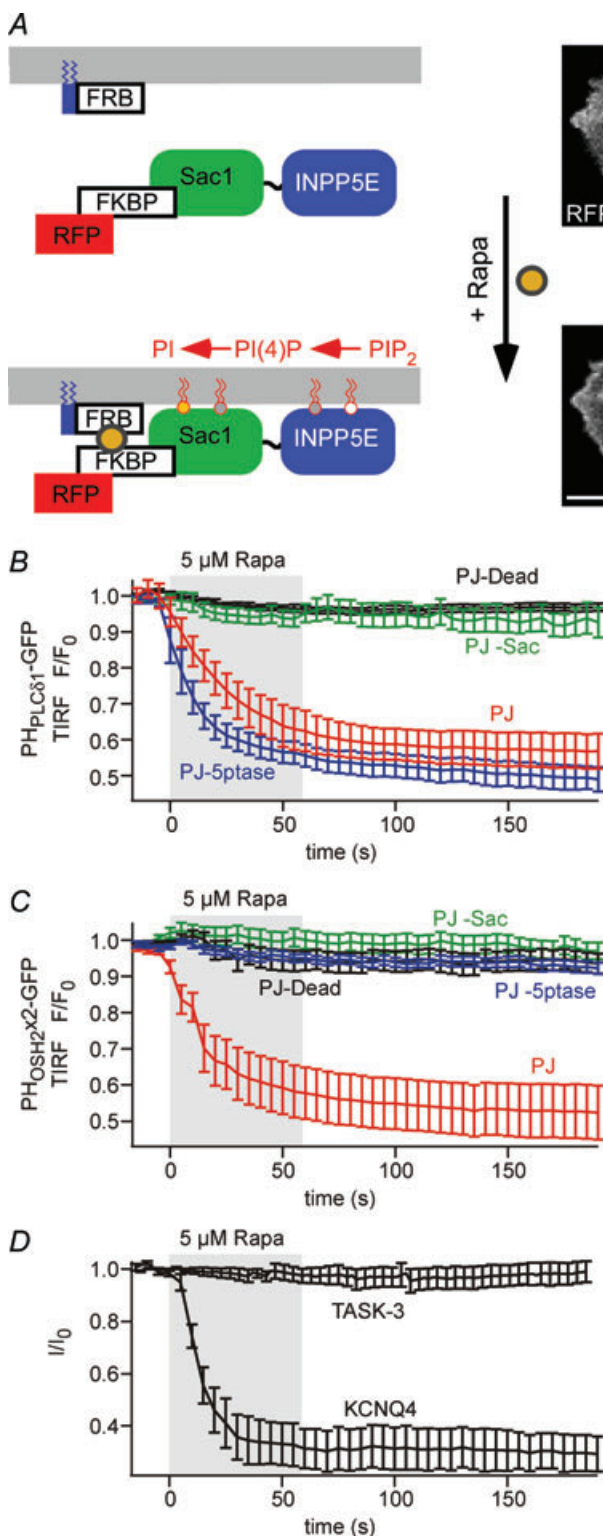 A
FRB
Sac1
INPP5E
FKBP
RFP
RFP
+ Rapa
PI PI(4)P PIP₂
FRB
Sac1
INPP5E
FKBP
RFP
B
5 µM Rapa
PJ-Dead
PJ -Sac
PJ
PJ-5ptase
PH_PLCδ1-GFP
TIRF F/F₀
1.0
0.9
0.8
0.7
0.6
0.5
0
50
100
150
time (s)
C
5 µM Rapa
PJ -Sac
PJ-Dead
PJ -5ptase
PJ
PH_OSH2x2-GFP
TIRF F/F₀
1.0
0.9
0.8
0.7
0.6
0.5
0
50
100
150
time (s)
D
5 µM Rapa
TASK-3
KCNQ4
I/I₀
1.0
0.8
0.6
0.4
0
50
100
150
time (s)